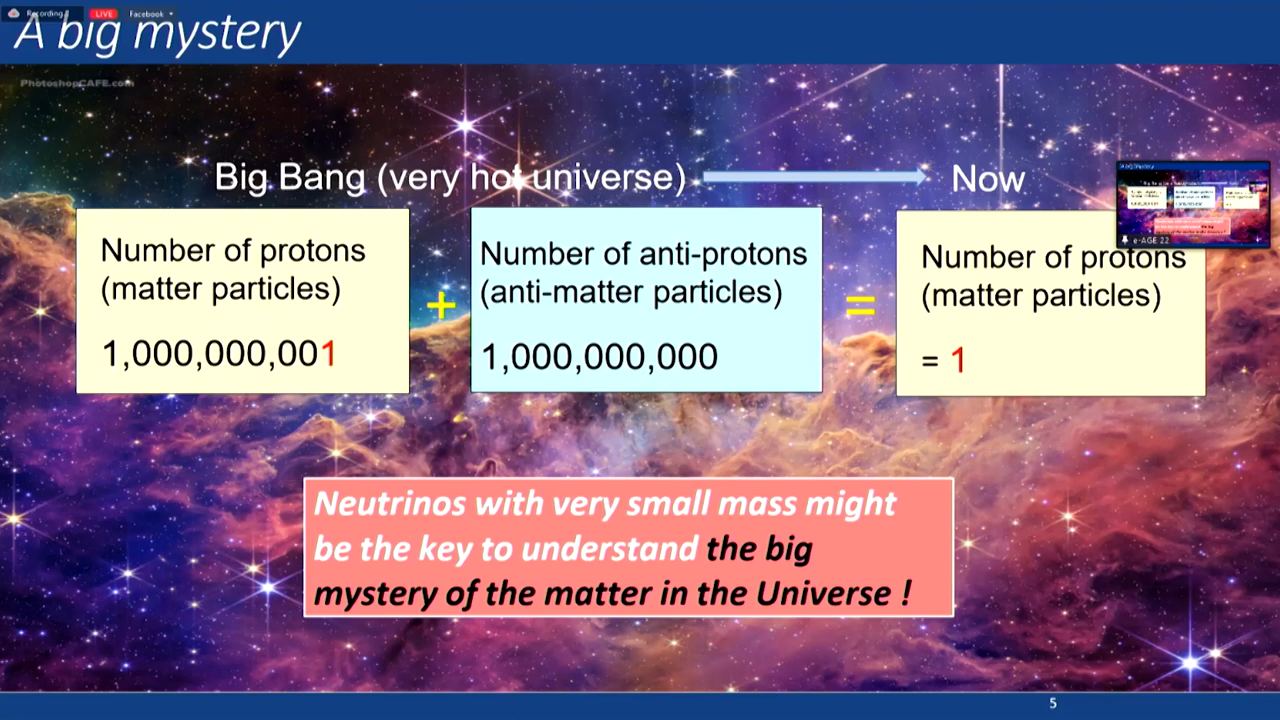 Recording
LIVE
Facebook
A big mystery
PhotoshopCAFE.com
Big Bang (very hot universe)
Now
Number of protons
(matter particles)
1,000,000,001
+
Number of anti-protons
(anti-matter particles)
1,000,000,000
=
Number of protons
(matter particles)
= 1
e-AGE 22
Neutrinos with very small mass might
be the key to understand the big
mystery of the matter in the Universe !
5